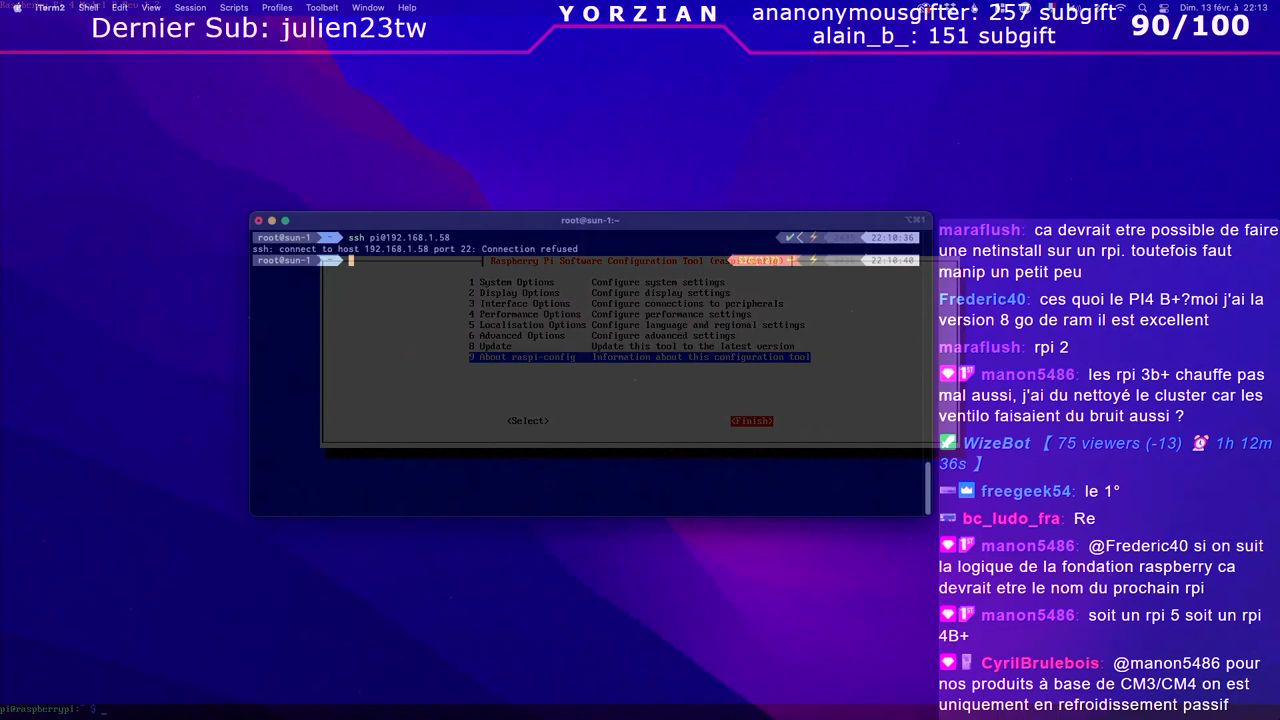 iTerm2 Shell Edit View Session Scripts Profiles Toolbelt Window Help
Dim. 13 févr. à 22:13
Dernier Sub: julien23tw
YORZIAN
ananonymousgifter: 257 subgift
alain_b_: 151 subgift
90/100
root@sun-1:~
⌥⌘1
root@sun-1 ~ ssh pi@192.168.1.58 22:10:36
ssh: connect to host 192.168.1.58 port 22: Connection refused
root@sun-1 ~ 22:10:40
Raspberry Pi Software Configuration Tool
1 System Options Configure system settings
2 Display Options Configure display settings
3 Interface Options Configure connections to peripherals
4 Performance Options Configure performance settings
5 Localisation Options Configure language and regional settings
6 Advanced Options Configure advanced settings
8 Update Update this tool to the latest version
9 About raspi-config Information about this configuration tool
<Select> <Finish>
pi@raspberrypi:~ $ _
maraflush: ca devrait etre possible de faire
une netinstall sur un rpi. toutefois faut
manip un petit peu
Frederic40: ces quoi le PI4 B+?moi j'ai la
version 8 go de ram il est excellent
maraflush: rpi 2
manon5486: les rpi 3b+ chauffe pas
mal aussi, j'ai du nettoyé le cluster car les
ventilo faisaient du bruit aussi ?
WizeBot 【 75 viewers (-13) ⏰ 1h 12m
36s 】
freegeek54: le 1°
bc_ludo_fra: Re
manon5486: @Frederic40 si on suit
la logique de la fondation raspberry ca
devrait etre le nom du prochain rpi
manon5486: soit un rpi 5 soit un rpi
4B+
CyrilBrulebois: @manon5486 pour
nos produits à base de CM3/CM4 on est
uniquement en refroidissement passif